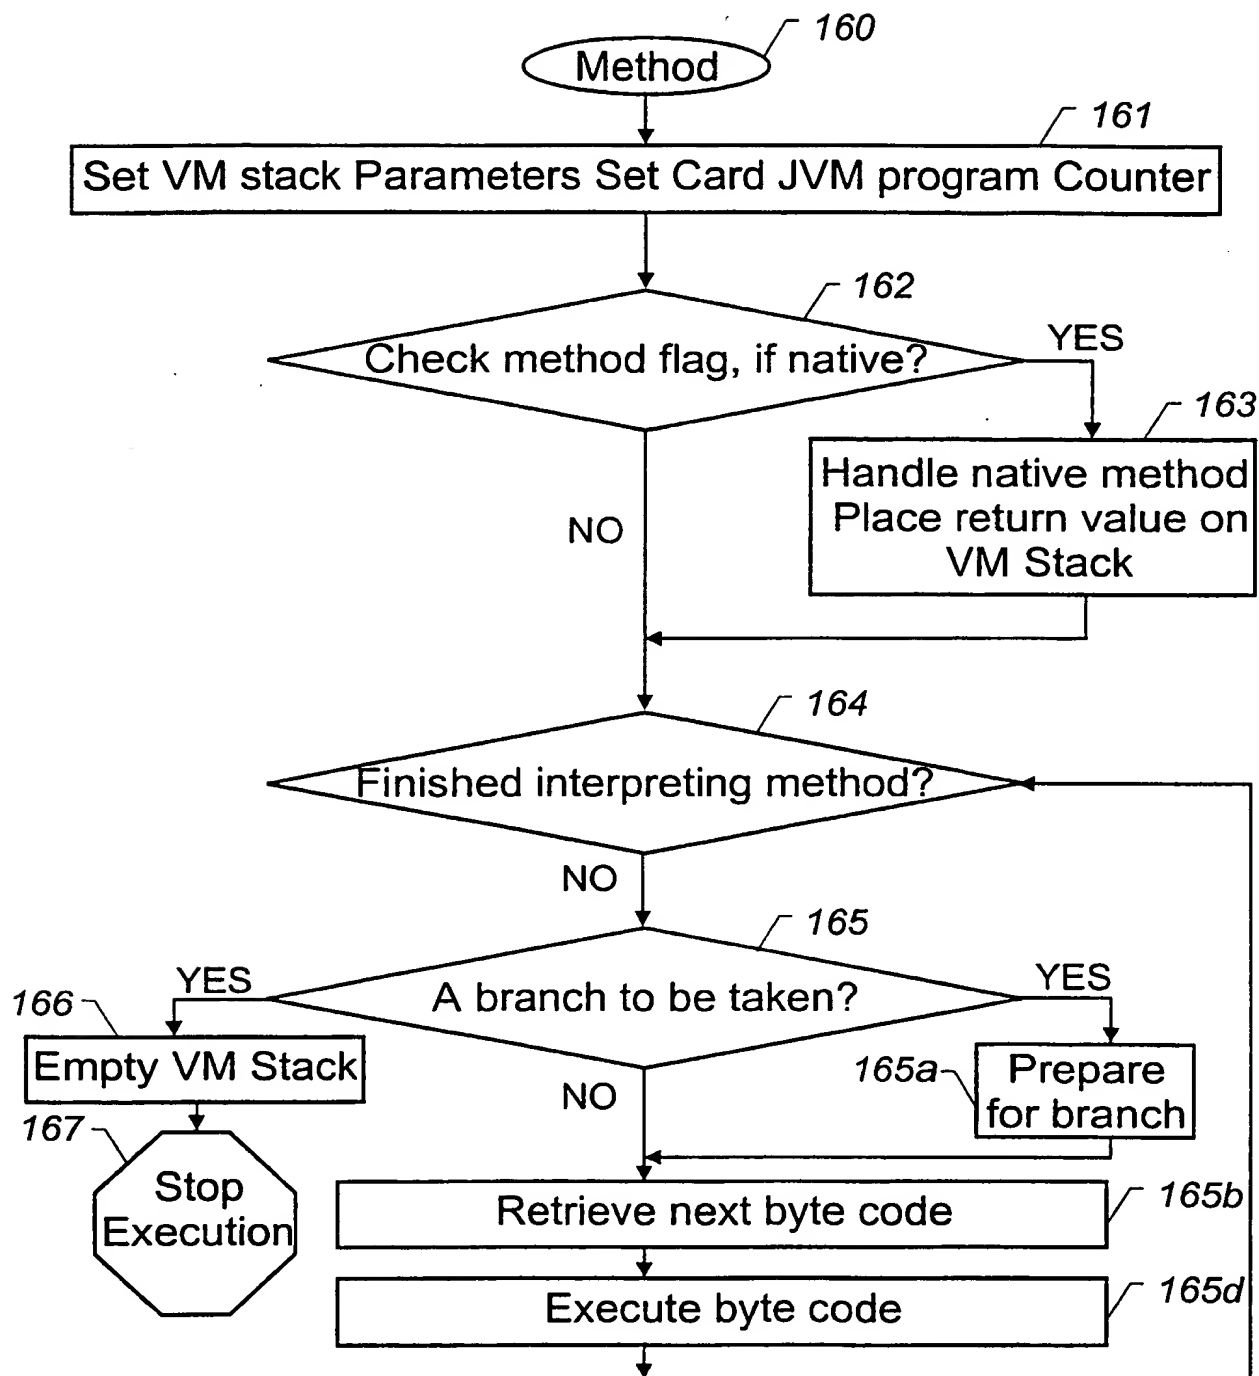 160
Method
161
Set VM stack Parameters Set Card JVM program Counter
162
Check method flag, if native?
YES
163
Handle native method
Place return value on
VM Stack
NO
164
Finished interpreting method?
NO
165
YES
A branch to be taken?
YES
166
Empty VM Stack
165a
Prepare
for branch
NO
167
Stop
Execution
Retrieve next byte code
165b
Execute byte code
165d